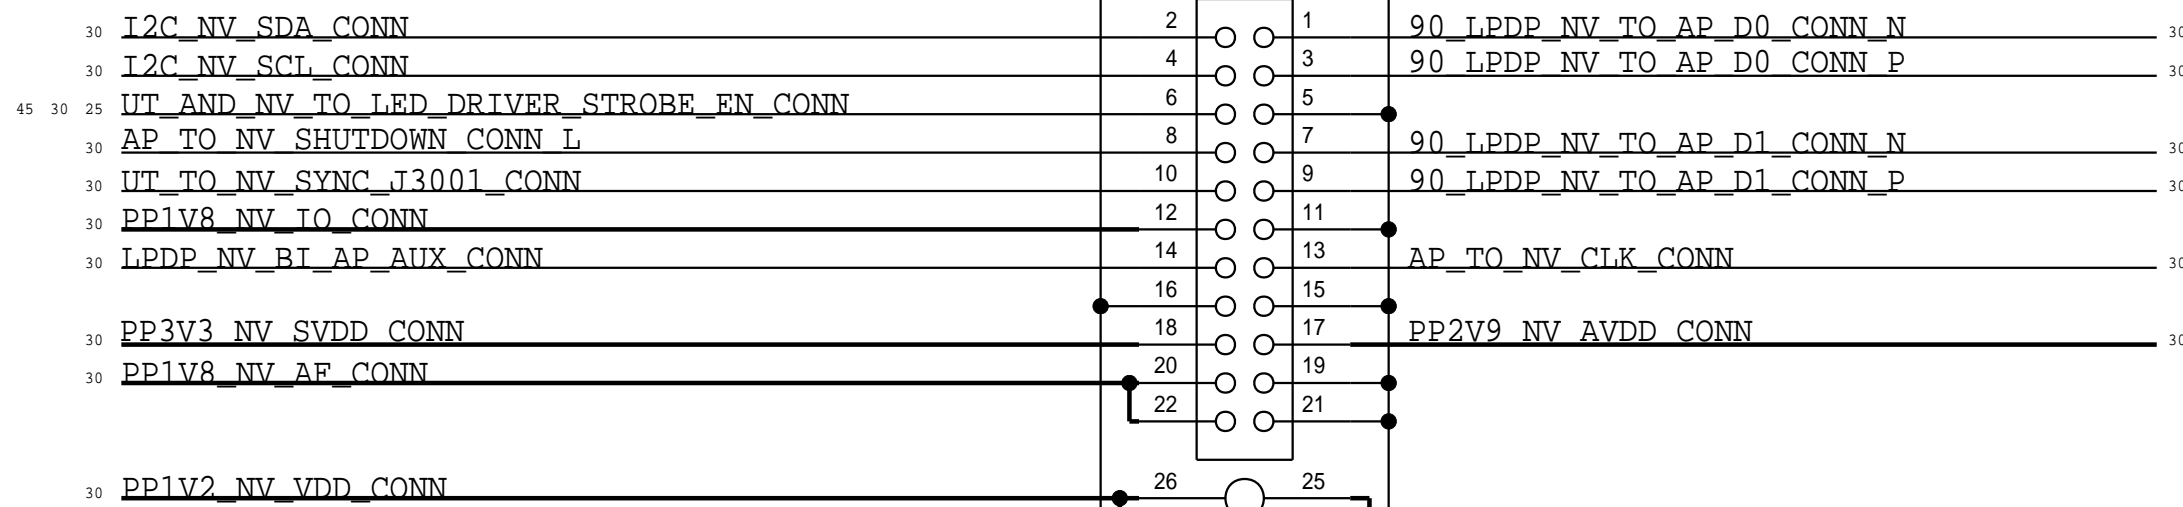 30 I2C_NV_SDA_CONN 2 1 90_LPDP_NV_TO_AP_D0_CONN_N 30
30 I2C_NV_SCL_CONN 4 3 90_LPDP_NV_TO_AP_D0_CONN_P 30
45 30 25 UT_AND_NV_TO_LED_DRIVER_STROBE_EN_CONN 6 5
30 AP_TO_NV_SHUTDOWN_CONN_L 8 7 90_LPDP_NV_TO_AP_D1_CONN_N 30
30 UT_TO_NV_SYNC_J3001_CONN 10 9 90_LPDP_NV_TO_AP_D1_CONN_P 30
30 PP1V8_NV_IO_CONN 12 11
30 LPDP_NV_BI_AP_AUX_CONN 14 13 AP_TO_NV_CLK_CONN 30
16 15
30 PP3V3_NV_SVDD_CONN 18 17 PP2V9_NV_AVDD_CONN 30
30 PP1V8_NV_AF_CONN 20 19
22 21
30 PP1V2_NV_VDD_CONN 26 25